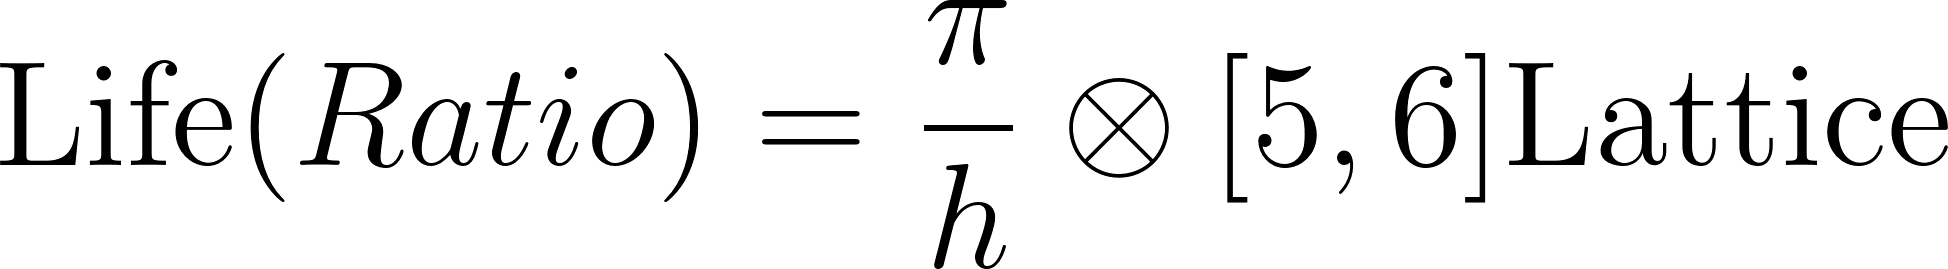 Life(Ratio) = π/h ⊗ [5, 6]Lattice